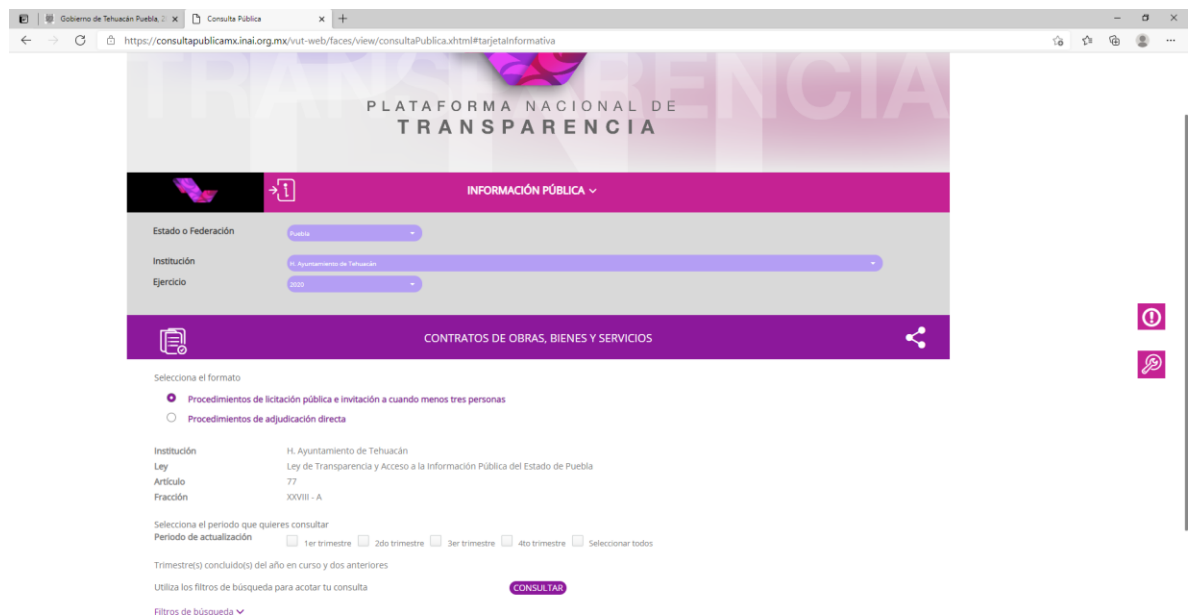 Gobierno de Tehuacán Puebla, 2
Consulta Pública
https://consultapublicamx.inai.org.mx/vut-web/faces/view/consultaPublica.xhtml#tarjetaInformativa
TRANSPARENCIA
PLATAFORMA NACIONAL DE
TRANSPARENCIA
INFORMACIÓN PÚBLICA
Estado o Federación Puebla
Institución H. Ayuntamiento de Tehuacán
Ejercicio 2020
CONTRATOS DE OBRAS, BIENES Y SERVICIOS
Selecciona el formato
Procedimientos de licitación pública e invitación a cuando menos tres personas
Procedimientos de adjudicación directa
Institución H. Ayuntamiento de Tehuacán
Ley Ley de Transparencia y Acceso a la Información Pública del Estado de Puebla
Artículo 77
Fracción XXVIII - A
Selecciona el periodo que quieres consultar
Periodo de actualización 1er trimestre 2do trimestre 3er trimestre 4to trimestre Seleccionar todos
Trimestre(s) concluido(s) del año en curso y dos anteriores
Utiliza los filtros de búsqueda para acotar tu consulta CONSULTAR
Filtros de búsqueda